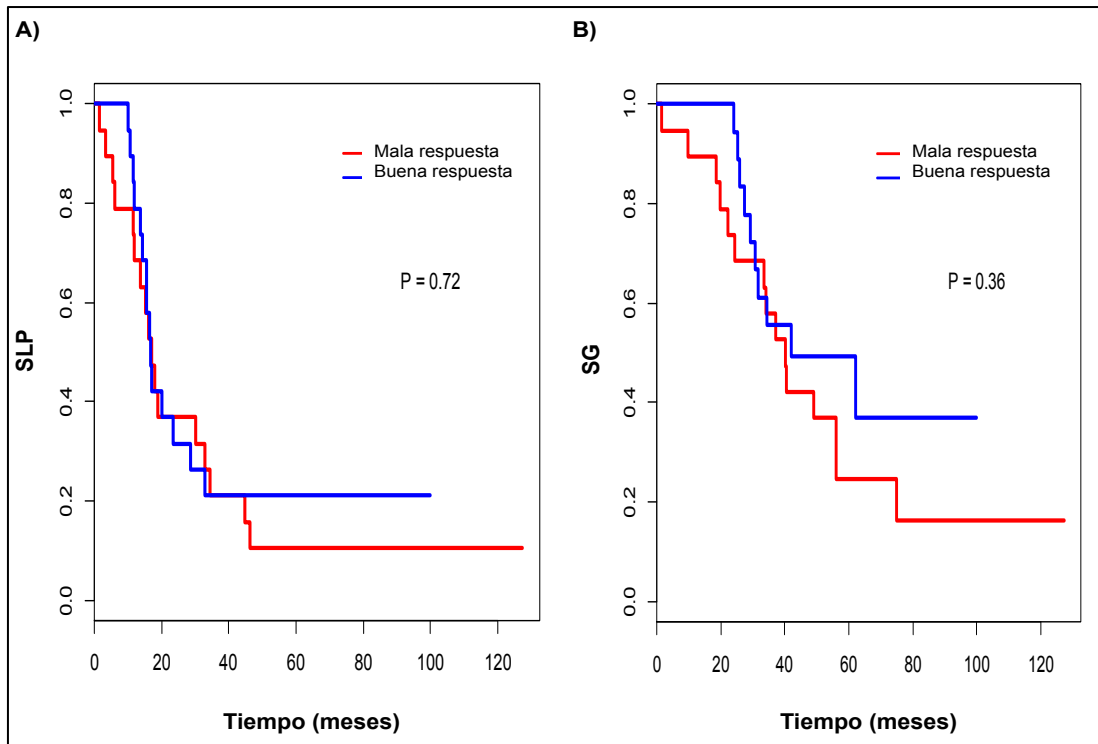 A)
SLP
1.0
0.8
0.6
0.4
0.2
0.0
Mala respuesta
Buena respuesta
P = 0.72
0 20 40 60 80 100 120
Tiempo (meses)
B)
SG
1.0
0.8
0.6
0.4
0.2
0.0
Mala respuesta
Buena respuesta
P = 0.36
0 20 40 60 80 100 120
Tiempo (meses)